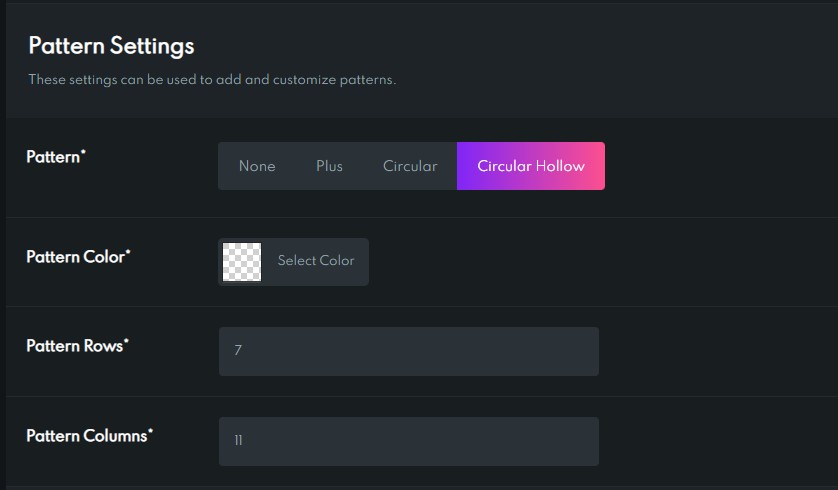 Pattern Settings
These settings can be used to add and customize patterns.
Pattern*
None Plus Circular Circular Hollow
Pattern Color*
Select Color
Pattern Rows*
7
Pattern Columns*
11